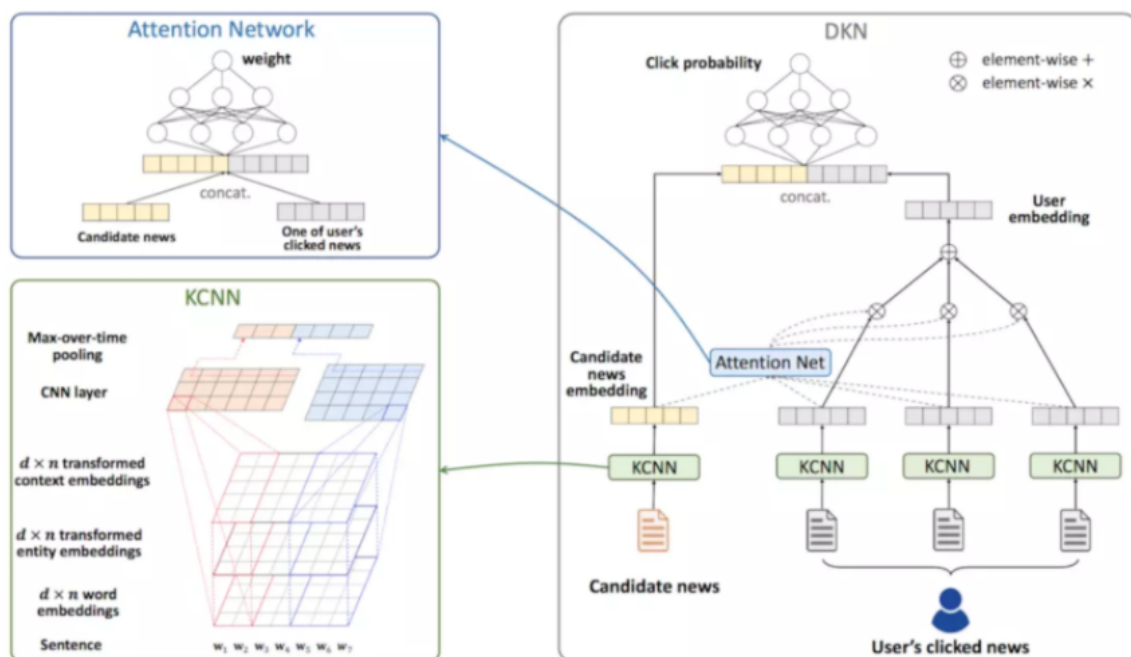 Attention Network
weight
concat.
Candidate news
One of user's
clicked news
KCNN
Max-over-time
pooling
CNN layer
d × n transformed
context embeddings
d × n transformed
entity embeddings
d × n word
embeddings
Sentence w₁ w₂ w₃ w₄ w₅ w₆ w₇
DKN
Click probability
element-wise +
element-wise ×
concat.
User
embedding
Candidate
news
embedding
Attention Net
KCNN
KCNN
KCNN
KCNN
Candidate news
User's clicked news